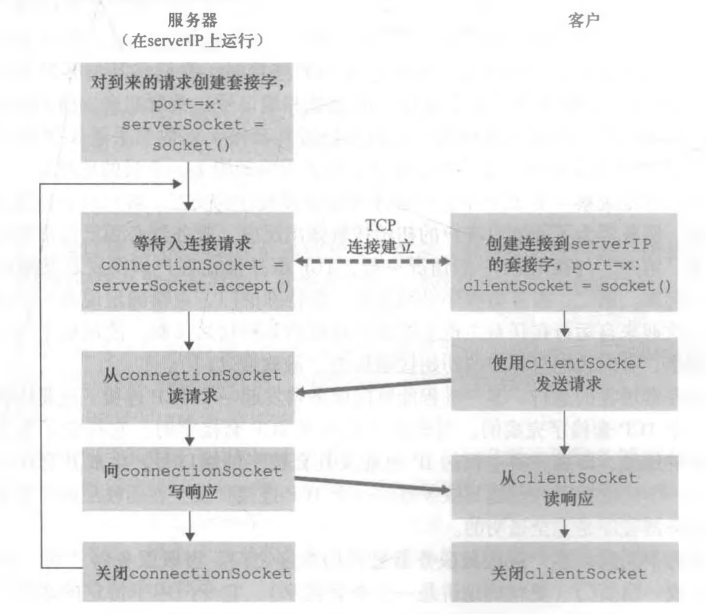 服务器
（在serverIP上运行）
客户
对到来的请求创建套接字，
port=x:
serverSocket =
socket()
等待入连接请求
connectionSocket =
serverSocket.accept()
TCP
连接建立
创建连接到serverIP
的套接字，port=x:
clientSocket = socket()
从connectionSocket
读请求
使用clientSocket
发送请求
向connectionSocket
写响应
从clientSocket
读响应
关闭connectionSocket
关闭clientSocket